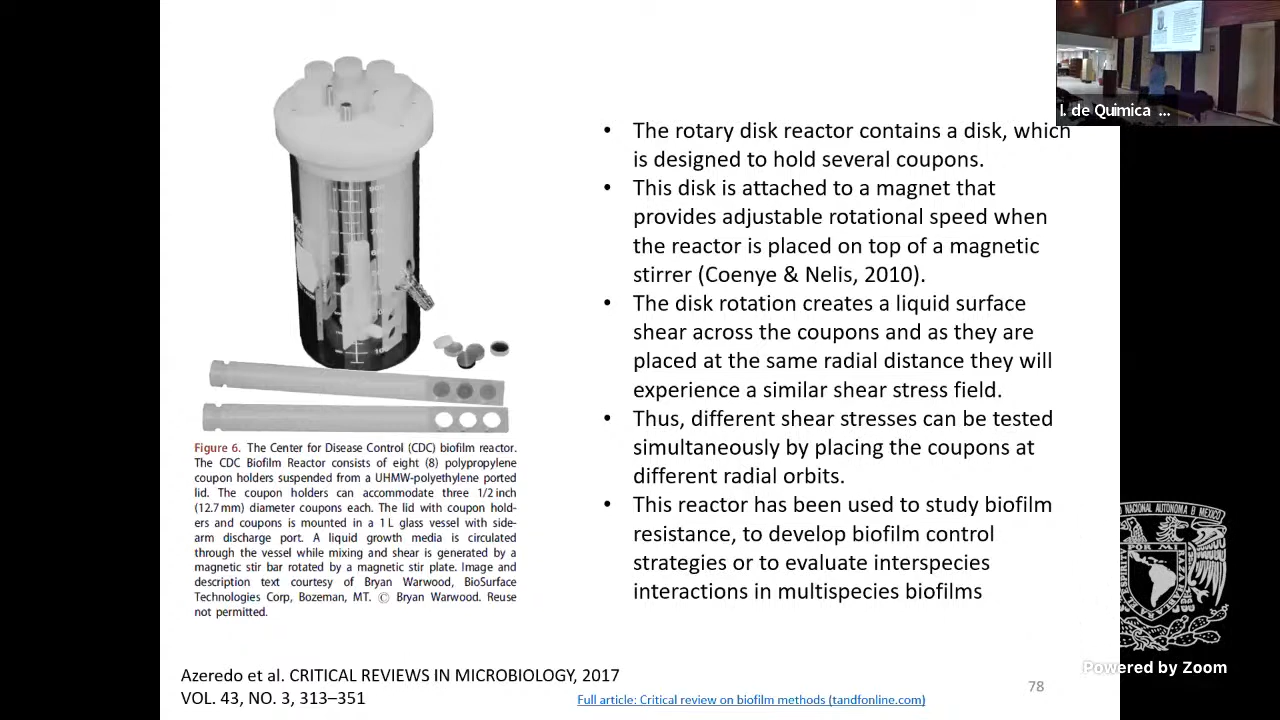 I. de Quimica ...
• The rotary disk reactor contains a disk, which
is designed to hold several coupons.
• This disk is attached to a magnet that
provides adjustable rotational speed when
the reactor is placed on top of a magnetic
stirrer (Coenye & Nelis, 2010).
• The disk rotation creates a liquid surface
shear across the coupons and as they are
placed at the same radial distance they will
experience a similar shear stress field.
• Thus, different shear stresses can be tested
simultaneously by placing the coupons at
different radial orbits.
• This reactor has been used to study biofilm
resistance, to develop biofilm control
strategies or to evaluate interspecies
interactions in multispecies biofilms
Figure 6. The Center for Disease Control (CDC) biofilm reactor.
The CDC Biofilm Reactor consists of eight (8) polypropylene
coupon holders suspended from a UHMW-polyethylene ported
lid. The coupon holders can accommodate three 1/2 inch
(12.7 mm) diameter coupons each. The lid with coupon hold-
ers and coupons is mounted in a 1 L glass vessel with side-
arm discharge port. A liquid growth media is circulated
through the vessel while mixing and shear is generated by a
magnetic stir bar rotated by a magnetic stir plate. Image and
description text courtesy of Bryan Warwood, BioSurface
Technologies Corp, Bozeman, MT. © Bryan Warwood. Reuse
not permitted.
Azeredo et al. CRITICAL REVIEWS IN MICROBIOLOGY, 2017
VOL. 43, NO. 3, 313–351
Full article: Critical review on biofilm methods (tandfonline.com)
78
Powered by Zoom